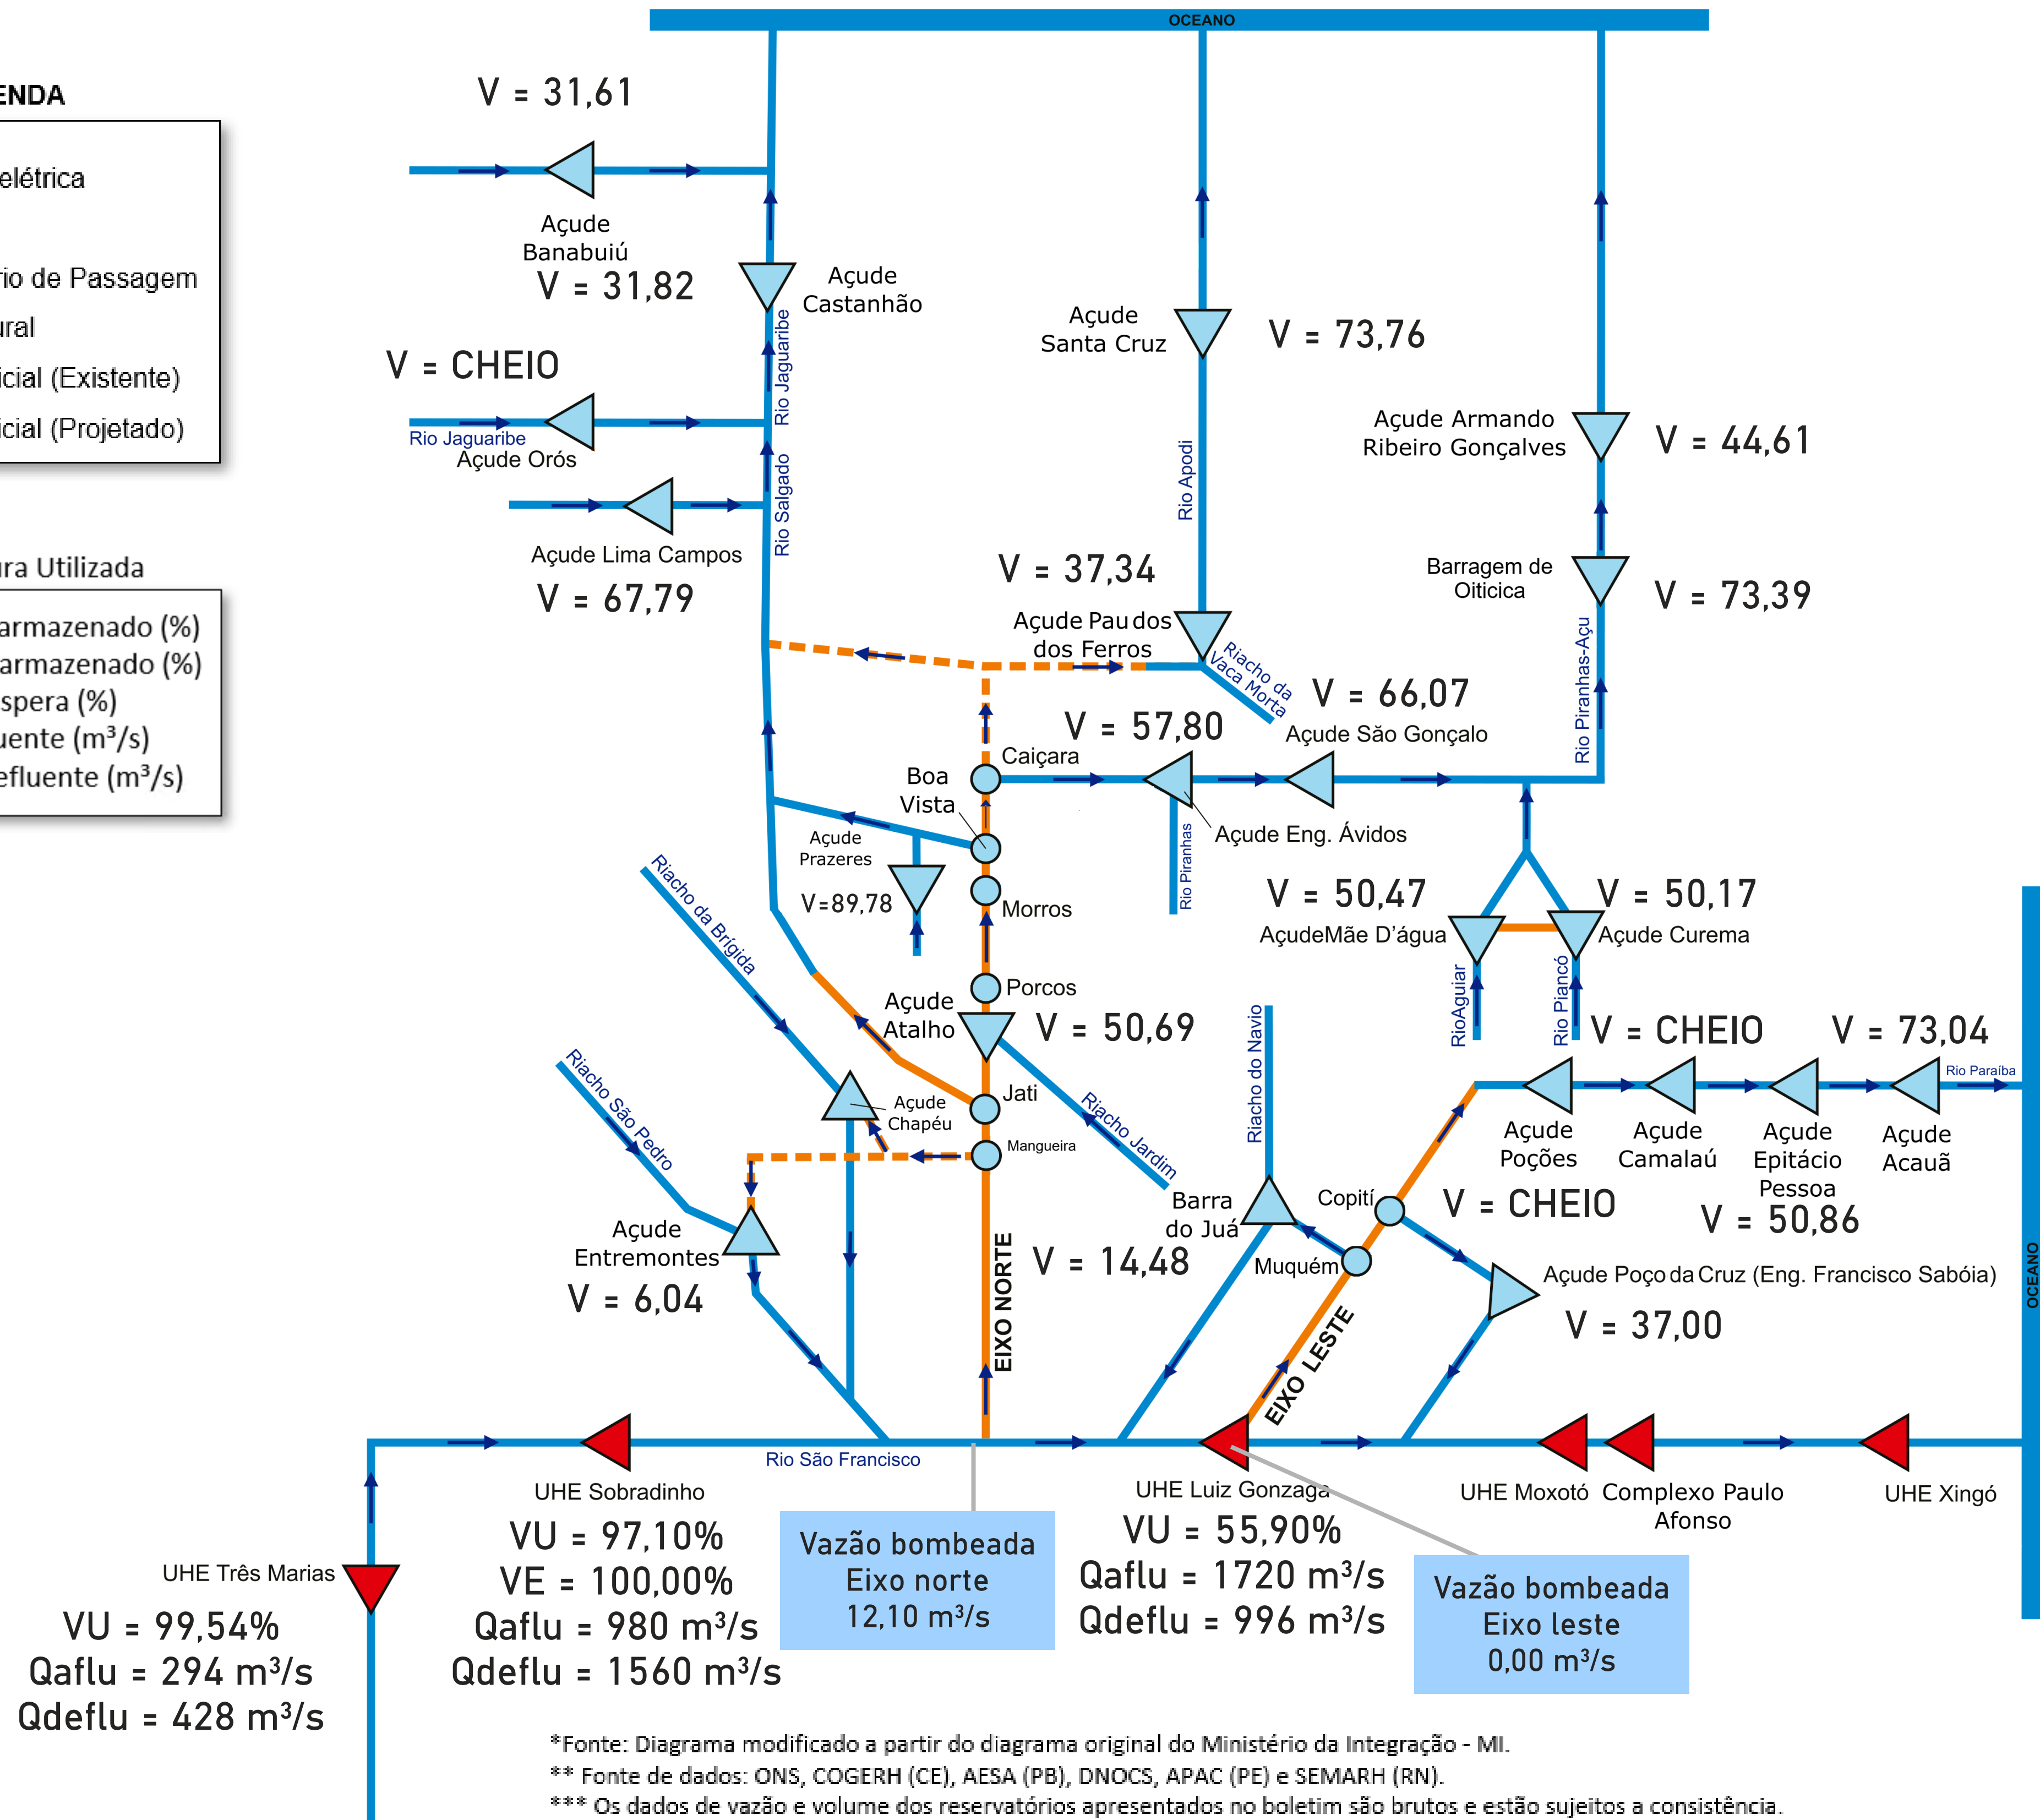 OCEANO
V = 31,61
ENDA
elétrica
rio de Passagem
ural
icial (Existente)
icial (Projetado)
Açude
Banabuiú
V = 31,82
Açude
Castanhão
Rio Jaguaribe
Açude
Santa Cruz
V = 73,76
V = CHEIO
Rio Jaguaribe
Açude Orós
Rio Salgado
Rio Apodi
Açude Armando
Ribeiro Gonçalves
V = 44,61
Açude Lima Campos
V = 67,79
ura Utilizada
armazenado (%)
armazenado (%)
spera (%)
uente (m³/s)
efluente (m³/s)
V = 37,34
Açude Pau dos
dos Ferros
Riacho da
Vaca Morta
Barragem de
Oiticica
V = 73,39
Rio Piranhas-Açu
V = 66,07
Açude São Gonçalo
V = 57,80
Caiçara
Boa
Vista
Açude Eng. Ávidos
Rio Piranhas
Açude
Prazeres
V=89,78
Morros
Riacho da Brígida
V = 50,47
AçudeMãe D'água
V = 50,17
Açude Curema
RioAguiar
Rio Piancó
Porcos
Açude
Atalho
V = 50,69
Riacho do Navio
V = CHEIO
V = 73,04
Rio Paraíba
Riacho São Pedro
Açude
Chapéu
Jati
Mangueira
Riacho Jardim
Açude
Poções
Açude
Camalaú
Açude
Epitácio
Pessoa
V = 50,86
Açude
Acauã
Barra
do Juá
Copití
V = CHEIO
Açude
Entremontes
V = 6,04
EIXO NORTE
V = 14,48
Muquém
Açude Poço da Cruz (Eng. Francisco Sabóia)
V = 37,00
EIXO LESTE
OCEANO
Rio São Francisco
UHE Sobradinho
VU = 97,10%
VE = 100,00%
Qaflu = 980 m³/s
Qdeflu = 1560 m³/s
Vazão bombeada
Eixo norte
12,10 m³/s
UHE Luiz Gonzaga
VU = 55,90%
Qaflu = 1720 m³/s
Qdeflu = 996 m³/s
Vazão bombeada
Eixo leste
0,00 m³/s
UHE Moxotó
Complexo Paulo
Afonso
UHE Xingó
UHE Três Marias
VU = 99,54%
Qaflu = 294 m³/s
Qdeflu = 428 m³/s
*Fonte: Diagrama modificado a partir do diagrama original do Ministério da Integração - MI.
** Fonte de dados: ONS, COGERH (CE), AESA (PB), DNOCS, APAC (PE) e SEMARH (RN).
*** Os dados de vazão e volume dos reservatórios apresentados no boletim são brutos e estão sujeitos a consistência.